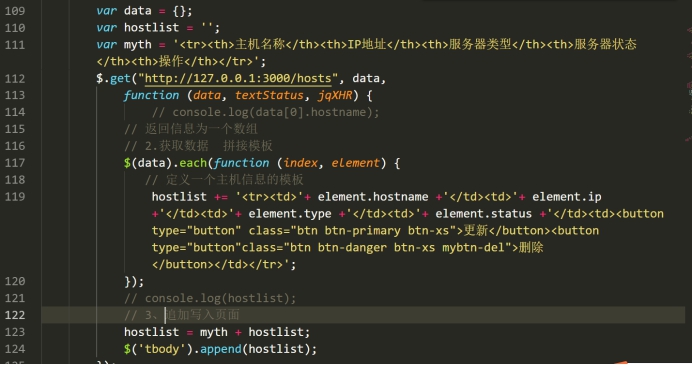 109 var data = {};
110 var hostlist = '';
111 var myth = '<tr><th>主机名称</th><th>IP地址</th><th>服务器类型</th><th>服务器状态
</th><th>操作</th></tr>';
112 $.get("http://127.0.0.1:3000/hosts", data,
113 function (data, textStatus, jqXHR) {
114 // console.log(data[0].hostname);
115 // 返回信息为一个数组
116 // 2.获取数据 拼接模板
117 $(data).each(function (index, element) {
118 // 定义一个主机信息的模板
119 hostlist += '<tr><td>'+ element.hostname +'</td><td>'+ element.ip
+'</td><td>'+ element.type +'</td><td>'+ element.status +'</td><td><button
type="button" class="btn btn-primary btn-xs">更新</button><button
type="button"class="btn btn-danger btn-xs mybtn-del">删除
</button></td></tr>';
120 });
121 // console.log(hostlist);
122 // 3、追加写入页面
123 hostlist = myth + hostlist;
124 $('tbody').append(hostlist);